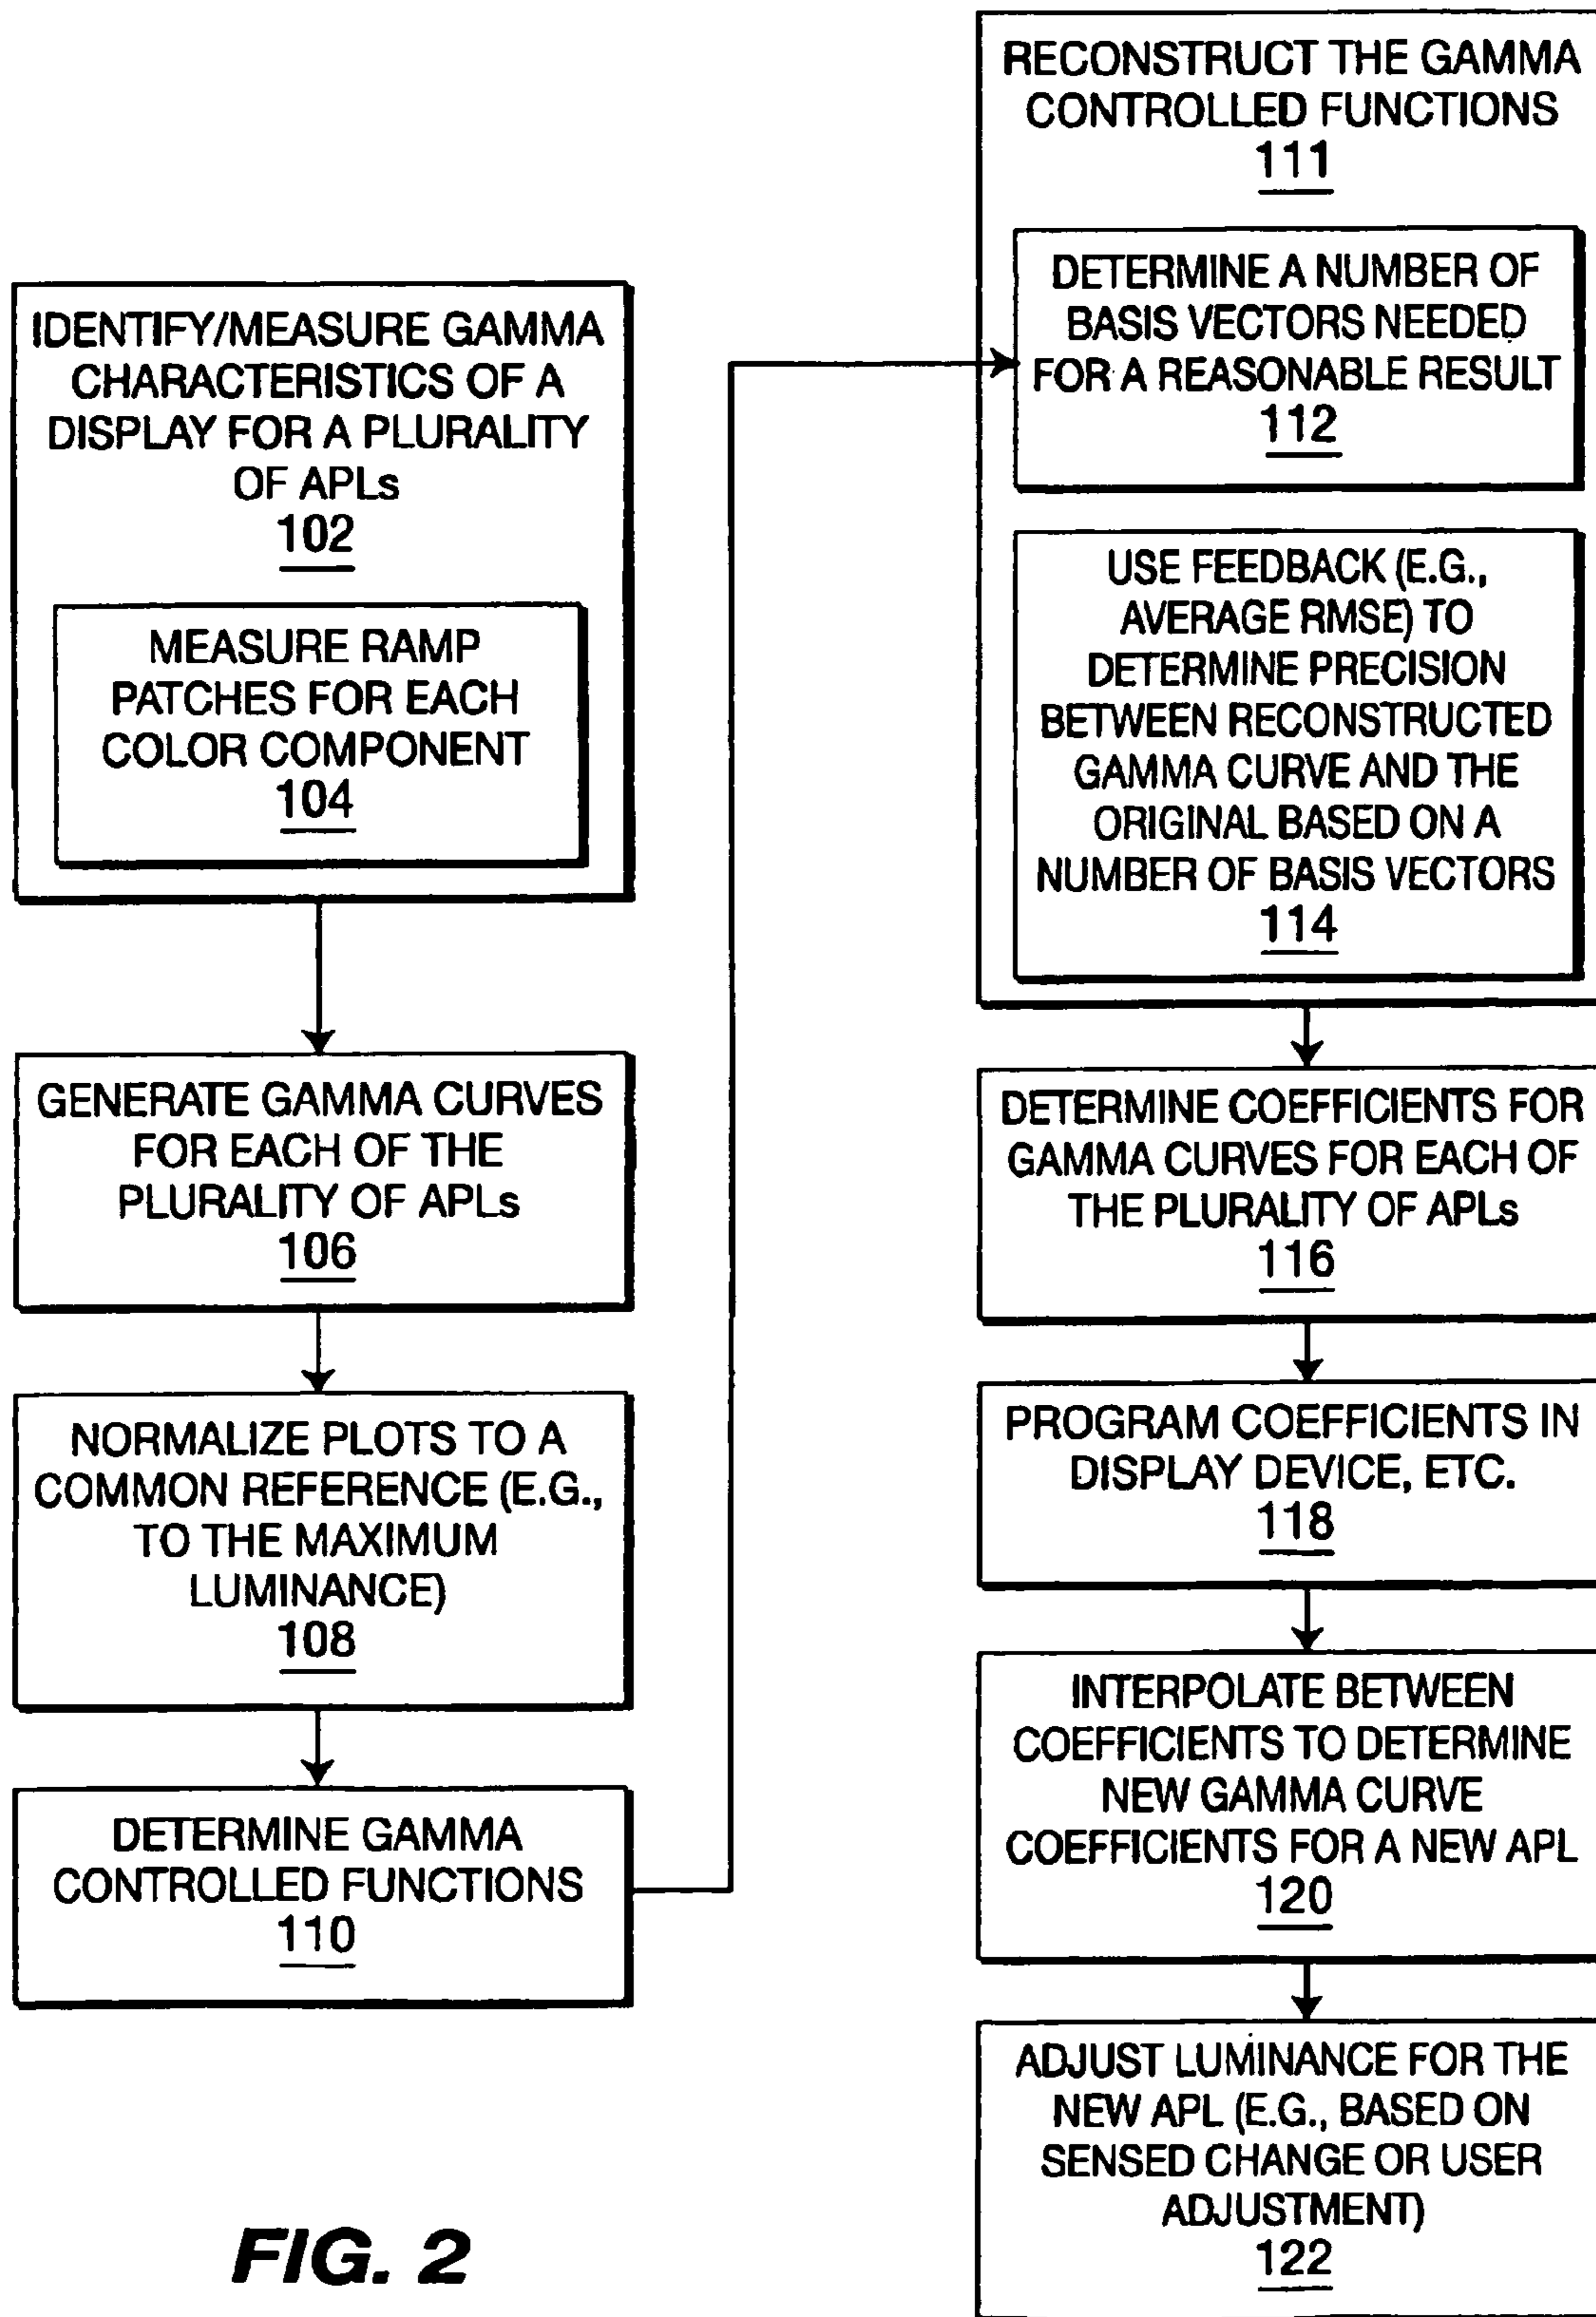 IDENTIFY/MEASURE GAMMA
CHARACTERISTICS OF A
DISPLAY FOR A PLURALITY
OF APLs
102
MEASURE RAMP
PATCHES FOR EACH
COLOR COMPONENT
104
GENERATE GAMMA CURVES
FOR EACH OF THE
PLURALITY OF APLs
106
NORMALIZE PLOTS TO A
COMMON REFERENCE (E.G.,
TO THE MAXIMUM
LUMINANCE)
108
DETERMINE GAMMA
CONTROLLED FUNCTIONS
110
RECONSTRUCT THE GAMMA
CONTROLLED FUNCTIONS
111
DETERMINE A NUMBER OF
BASIS VECTORS NEEDED
FOR A REASONABLE RESULT
112
USE FEEDBACK (E.G.,
AVERAGE RMSE) TO
DETERMINE PRECISION
BETWEEN RECONSTRUCTED
GAMMA CURVE AND THE
ORIGINAL BASED ON A
NUMBER OF BASIS VECTORS
114
DETERMINE COEFFICIENTS FOR
GAMMA CURVES FOR EACH OF
THE PLURALITY OF APLs
116
PROGRAM COEFFICIENTS IN
DISPLAY DEVICE, ETC.
118
INTERPOLATE BETWEEN
COEFFICIENTS TO DETERMINE
NEW GAMMA CURVE
COEFFICIENTS FOR A NEW APL
120
ADJUST LUMINANCE FOR THE
NEW APL (E.G., BASED ON
SENSED CHANGE OR USER
ADJUSTMENT)
122
FIG. 2